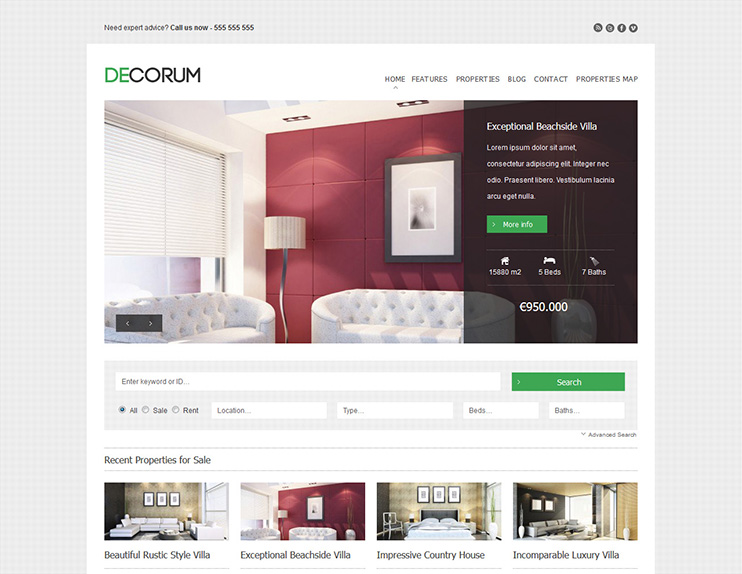 Need expert advice? Call us now - 555 555 555
DECORUM
HOME FEATURES PROPERTIES BLOG CONTACT PROPERTIES MAP
Exceptional Beachside Villa
Lorem ipsum dolor sit amet,
consectetur adipiscing elit. Integer nec
odio. Praesent libero. Vestibulum lacinia
arcu eget nulla.
More info
15880 m2 5 Beds 7 Baths
€950.000
Enter keyword or ID... Search
All Sale Rent Location... Type... Beds... Baths...
Advanced Search
Recent Properties for Sale
Beautiful Rustic Style Villa Exceptional Beachside Villa Impressive Country House Incomparable Luxury Villa